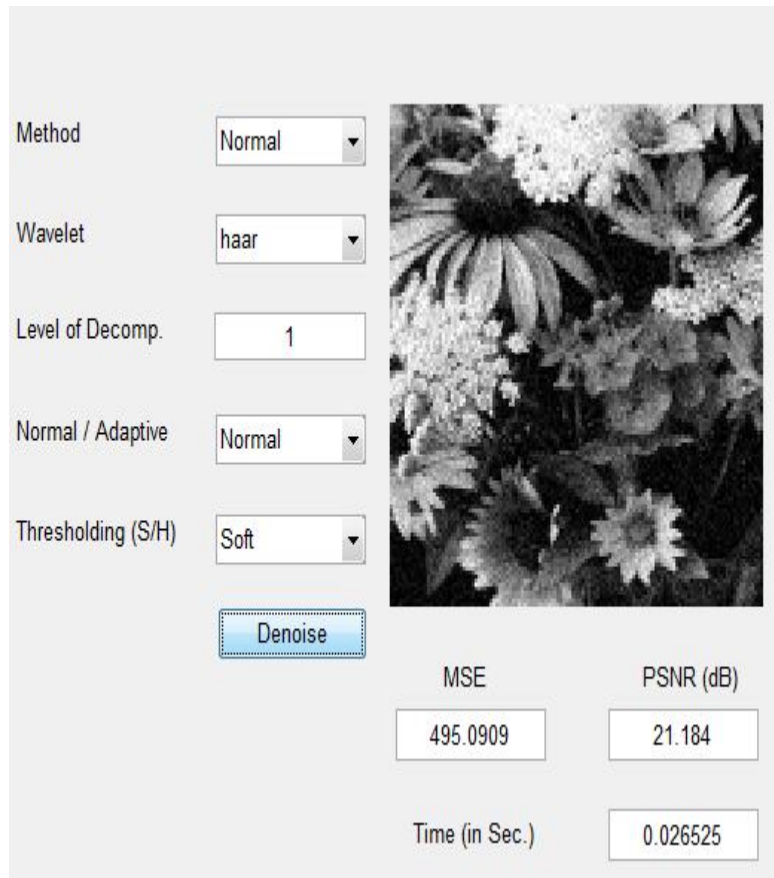 Method Normal
Wavelet haar
Level of Decomp. 1
Normal / Adaptive Normal
Thresholding (S/H) Soft
Denoise
MSE PSNR (dB)
495.0909 21.184
Time (in Sec.) 0.026525